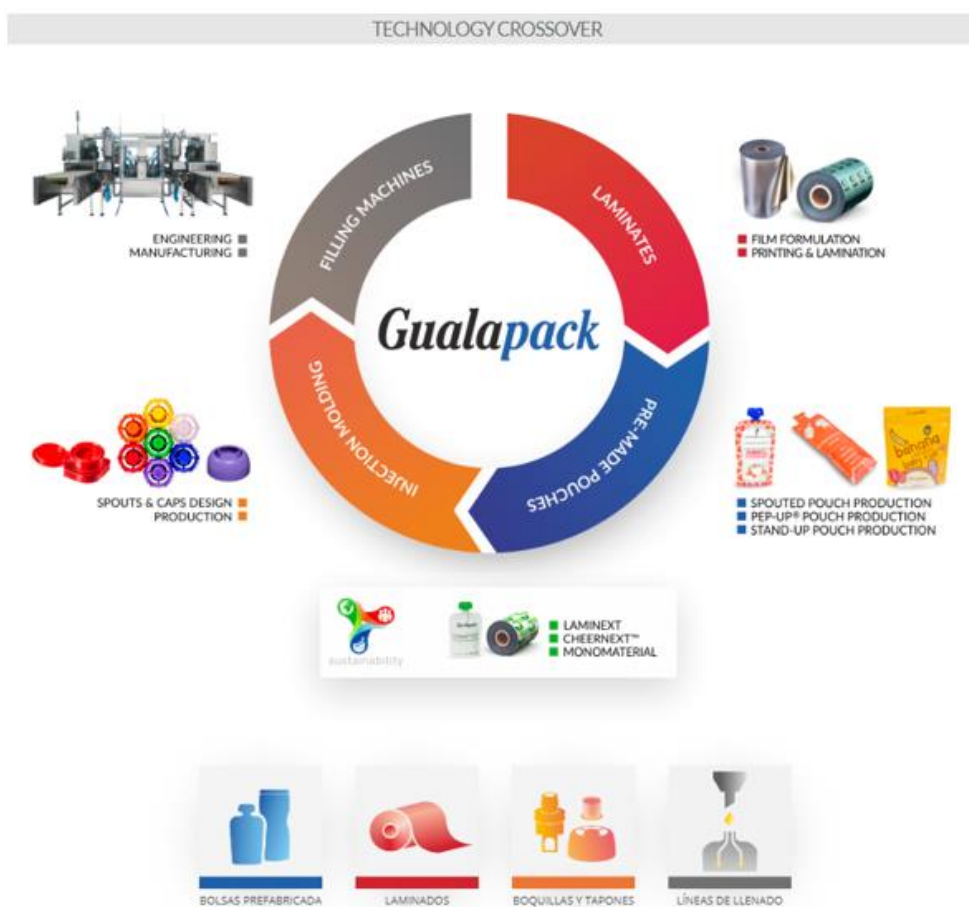 TECHNOLOGY CROSSOVER
FILLING MACHINES
LAMINATES
ENGINEERING
MANUFACTURING
FILM FORMULATION
PRINTING & LAMINATION
Gualapack
INJECTION MOLDING
PRE-MADE POUCHES
banana
SPOUTS & CAPS DESIGN
PRODUCTION
SPOUTED POUCH PRODUCTION
PEP-UP® POUCH PRODUCTION
STAND-UP POUCH PRODUCTION
sustainability
LAMINEXT
CHEERNEXT™
MONOMATERIAL
BOLSAS PREFABRICADA
LAMINADOS
BOQUILLAS Y TAPONES
LÍNEAS DE LLENADO